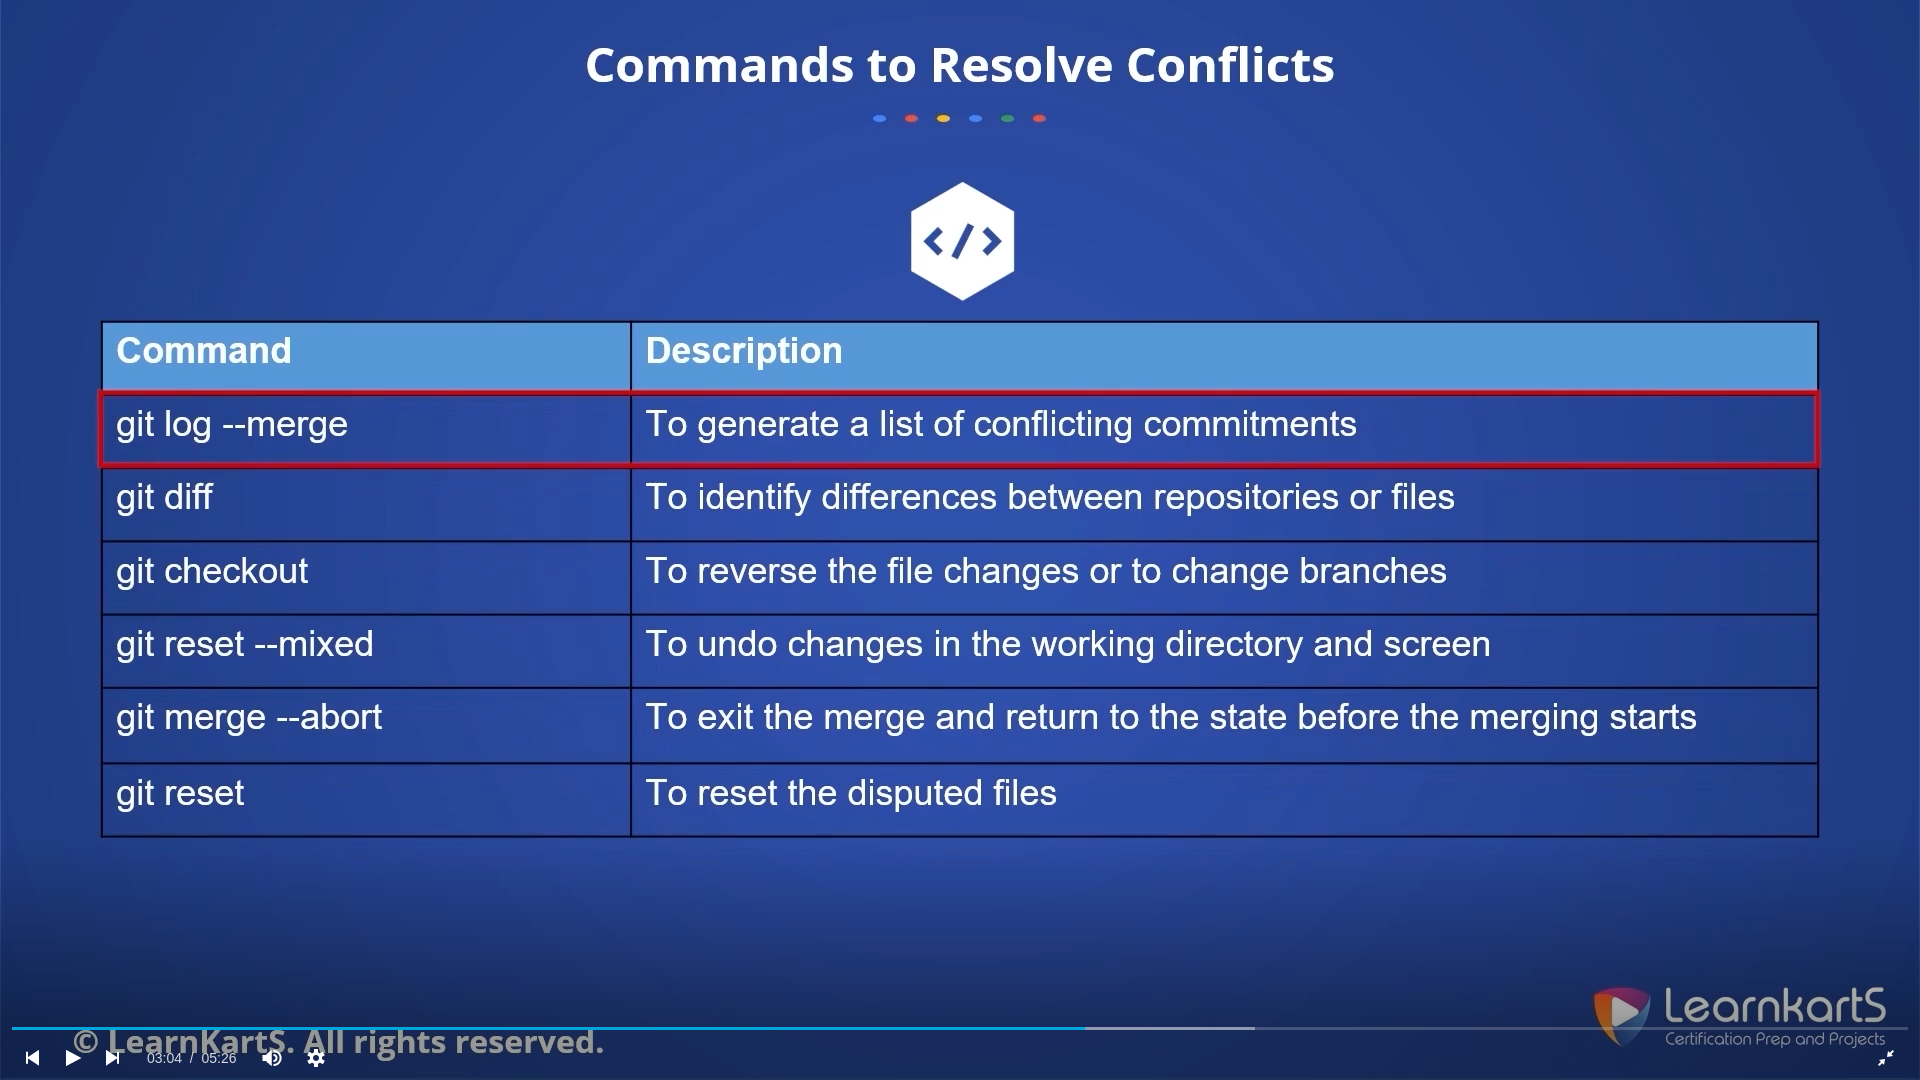 Commands to Resolve Conflicts
</>
Command Description
git log --merge To generate a list of conflicting commitments
git diff To identify differences between repositories or files
git checkout To reverse the file changes or to change branches
git reset --mixed To undo changes in the working directory and screen
git merge --abort To exit the merge and return to the state before the merging starts
git reset To reset the disputed files
LearnkartS
Certification Prep and Projects
© LearnKartS. All rights reserved.
03:04 / 05:26